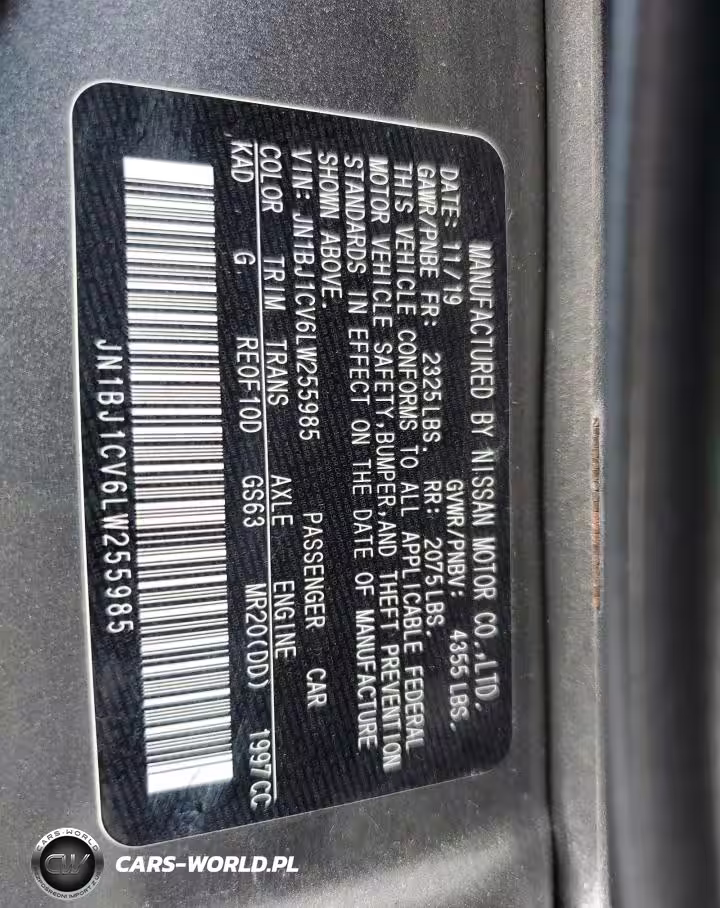 MANUFACTURED BY NISSAN MOTOR CO.,LTD.
DATE: 11/19 GVWR/PNBV: 4355 LBS.
GAWR/PNBE FR: 2325 LBS. RR: 2075 LBS.
THIS VEHICLE CONFORMS TO ALL APPLICABLE FEDERAL
MOTOR VEHICLE SAFETY,BUMPER,AND THEFT PREVENTION
STANDARDS IN EFFECT ON THE DATE OF MANUFACTURE
SHOWN ABOVE.
VIN: JN1BJ1CV6LW255985 PASSENGER CAR
COLOR TRIM TRANS AXLE ENGINE
KAD G RE0F10D GS63 MR20(DD) 1997CC
JN1BJ1CV6LW255985
CARS-WORLD
CW
CARS-WORLD.PL